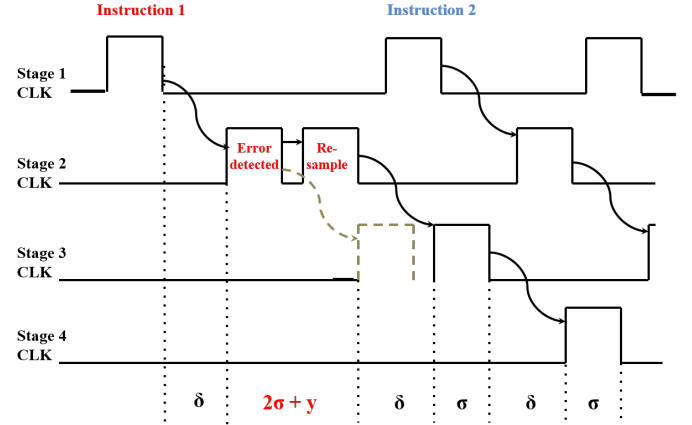 Instruction 1
Instruction 2
Stage 1
CLK
Stage 2
CLK
Error
detected
Re-
sample
Stage 3
CLK
Stage 4
CLK
δ
2σ + y
δ
σ
δ
σ